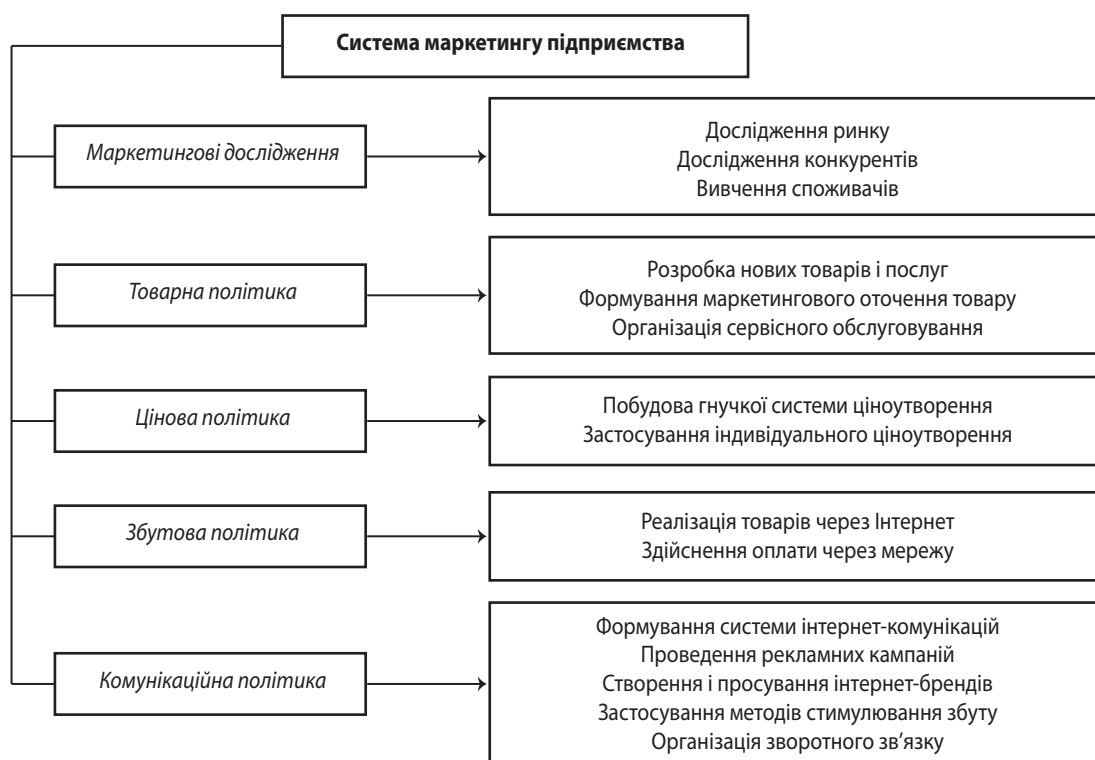 Система маркетингу підприємства
Маркетингові дослідження
Дослідження ринку
Дослідження конкурентів
Вивчення споживачів
Товарна політика
Розробка нових товарів і послуг
Формування маркетингового оточення товару
Організація сервісного обслуговування
Цінова політика
Побудова гнучкої системи ціноутворення
Застосування індивідуального ціноутворення
Збутова політика
Реалізація товарів через Інтернет
Здійснення оплати через мережу
Комунікаційна політика
Формування системи інтернет-комунікацій
Проведення рекламних кампаній
Створення і просування інтернет-брендів
Застосування методів стимулювання збуту
Організація зворотного зв’язку